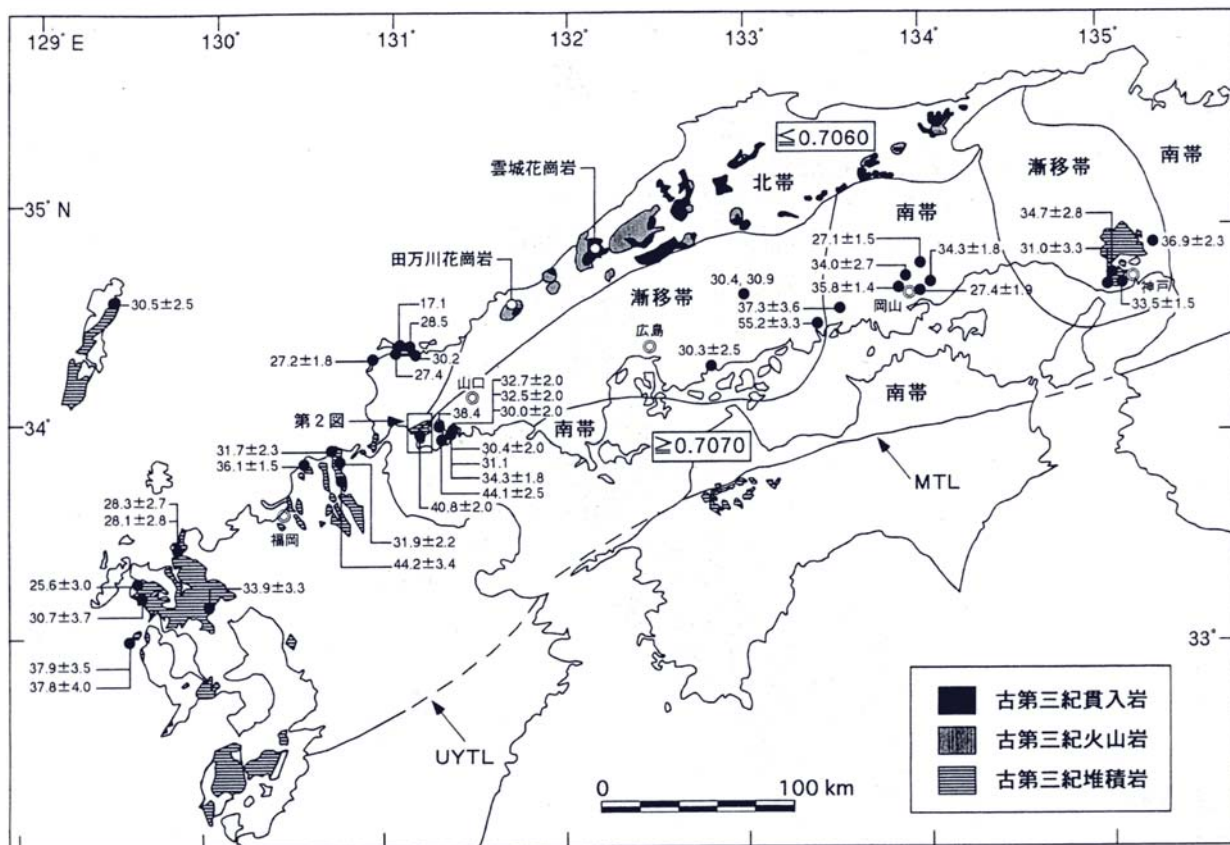 129°E
130°
131°
132°
133°
134°
135°
≦0.7060
南帯
雲城花崗岩
北帯
漸移帯
35°N
南帯
34.7±2.8
27.1±1.5
田万川花崗岩
34.3±1.8
31.0±3.3
36.9±2.3
34.0±2.7
30.4, 30.9
神戸
30.5±2.5
17.1
漸移帯
35.8±1.4
27.4±1.9
37.3±3.6
岡山
33.5±1.5
28.5
55.2±3.3
広島
27.2±1.8
30.2
30.3±2.5
27.4
山口
32.7±2.0
32.5±2.0
南帯
38.4
30.0±2.0
第2図
34°
南帯
≧0.7070
31.7±2.3
30.4±2.0
36.1±1.5
31.1
34.3±1.8
MTL
44.1±2.5
28.3±2.7
40.8±2.0
28.1±2.8
福岡
31.9±2.2
44.2±3.4
25.6±3.0
33.9±3.3
30.7±3.7
33°
37.9±3.5
37.8±4.0
古第三紀貫入岩
古第三紀火山岩
UYTL
古第三紀堆積岩
0
100 km